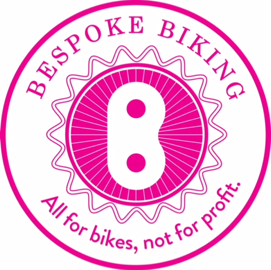 BESPOKE BIKING
B
All for bikes, not for profit.